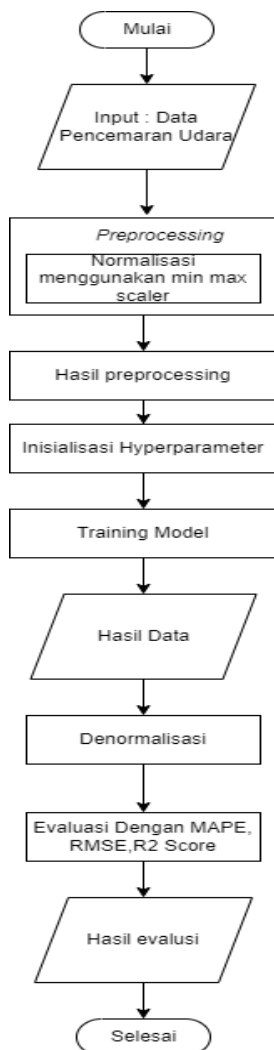 Mulai
Input : Data
Pencemaran Udara
Preprocessing
Normalisasi
menggunakan min max
scaler
Hasil preprocessing
Inisialisasi Hyperparameter
Training Model
Hasil Data
Denormalisasi
Evaluasi Dengan MAPE,
RMSE,R2 Score
Hasil evalusi
Selesai